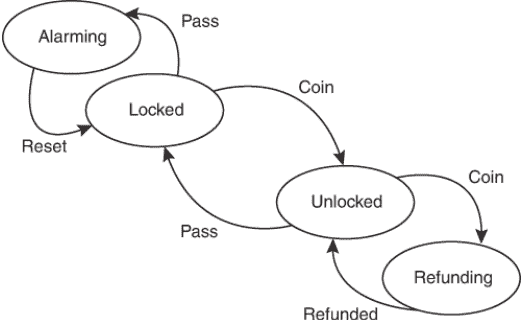 Pass
Alarming
Coin
Locked
Reset
Coin
Unlocked
Pass
Refunding
Refunded